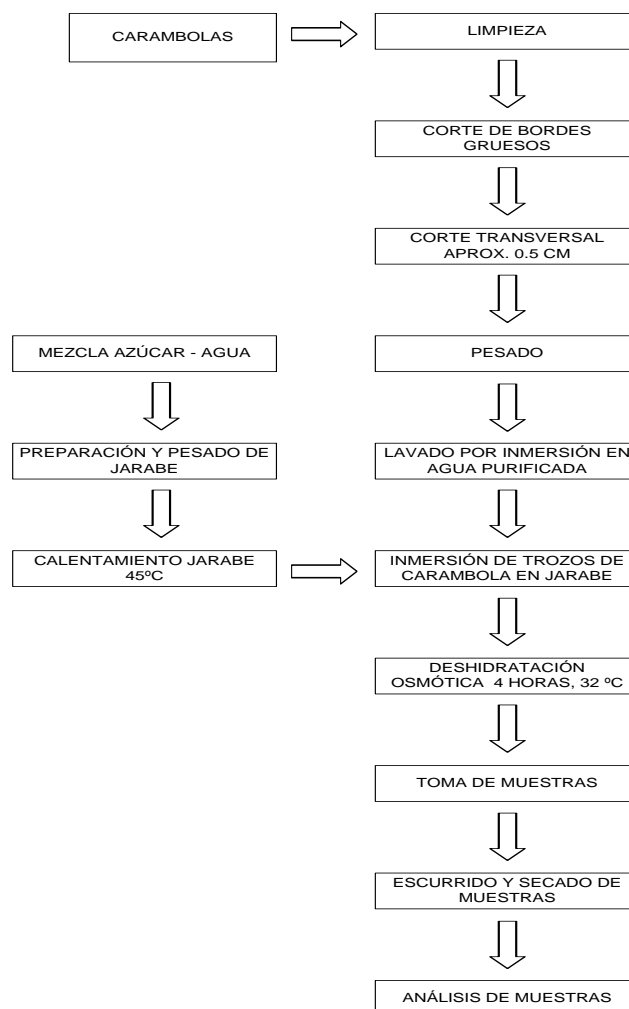 CARAMBOLAS
LIMPIEZA
CORTE DE BORDES
GRUESOS
CORTE TRANSVERSAL
APROX. 0.5 CM
MEZCLA AZÚCAR - AGUA
PESADO
PREPARACIÓN Y PESADO DE
JARABE
LAVADO POR INMERSIÓN EN
AGUA PURIFICADA
CALENTAMIENTO JARABE
45ºC
INMERSIÓN DE TROZOS DE
CARAMBOLA EN JARABE
DESHIDRATACIÓN
OSMÓTICA 4 HORAS, 32 ºC
TOMA DE MUESTRAS
ESCURRIDO Y SECADO DE
MUESTRAS
ANÁLISIS DE MUESTRAS